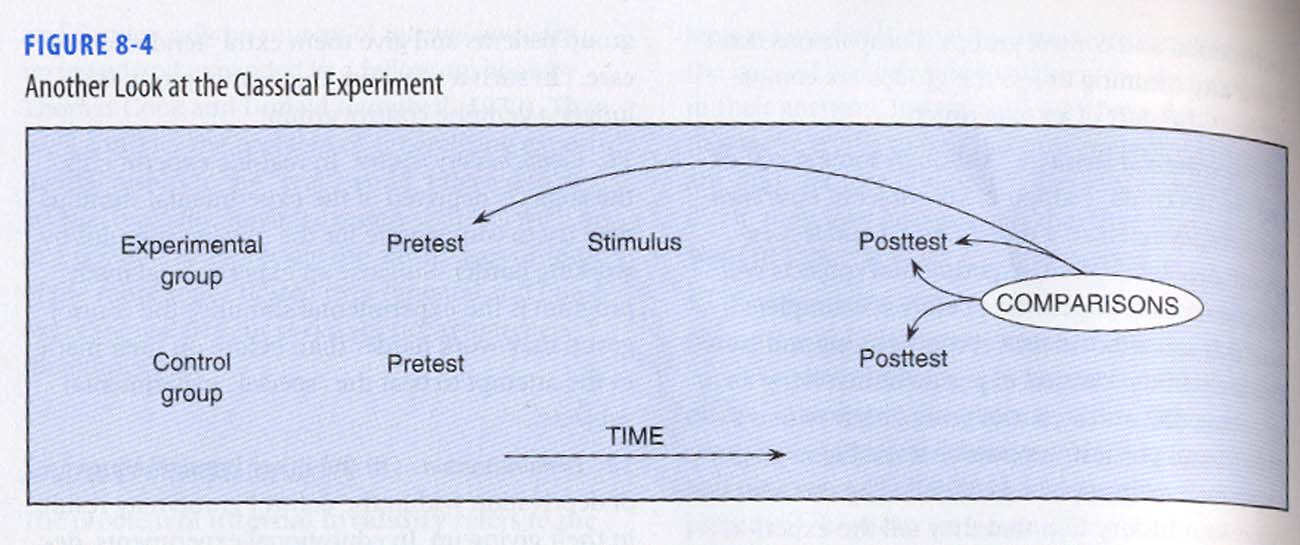 FIGURE 8-4
Another Look at the Classical Experiment
Experimental
group
Pretest
Stimulus
Posttest
COMPARISONS
Control
group
Pretest
Posttest
TIME